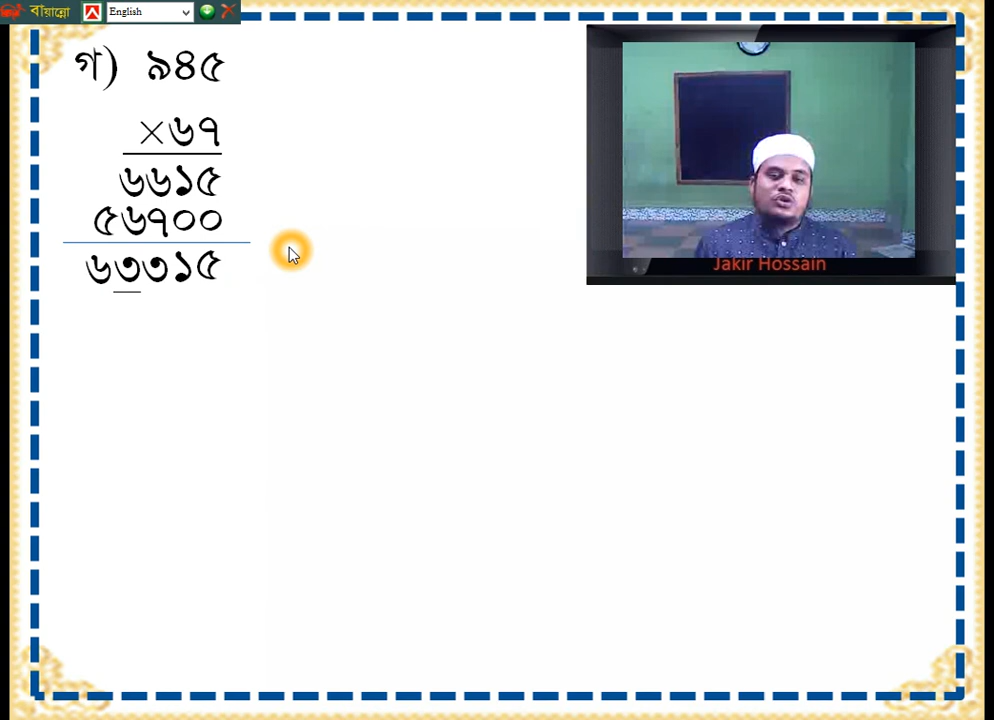 বায়ান্নো English
গ) ৯৪৫
×৬৭
৬৬১৫
৫৬৭০০
৬৩৩১৫
Jakir Hossain